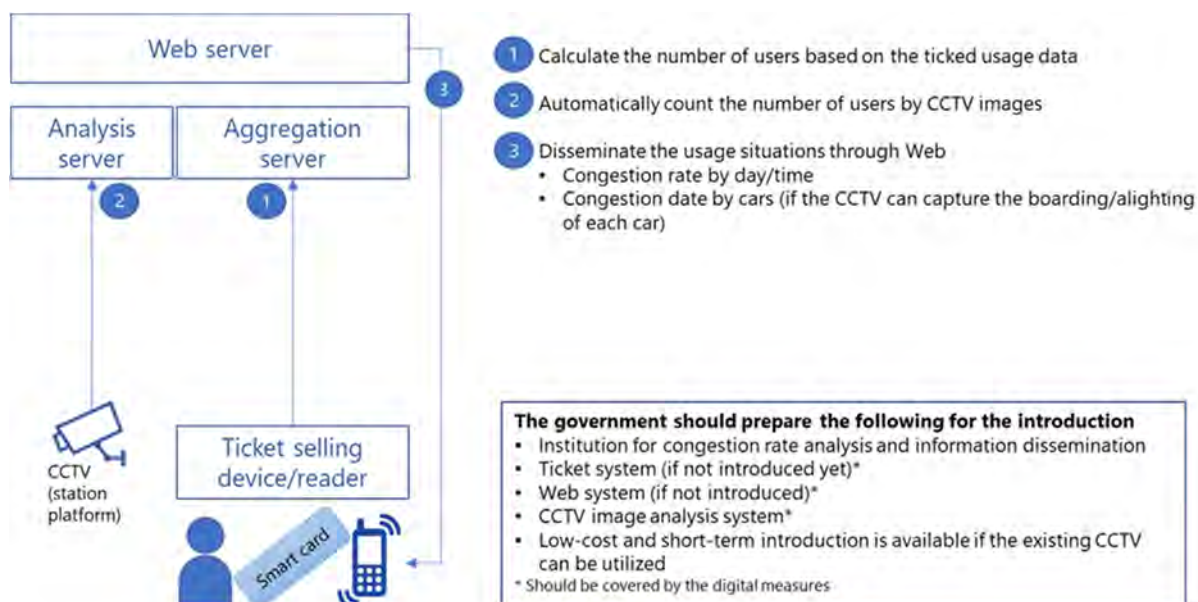 Web server
3
Analysis
server
Aggregation
server
2
1
CCTV
(station
platform)
Ticket selling
device/reader
Smart card
1 Calculate the number of users based on the ticked usage data
2 Automatically count the number of users by CCTV images
3 Disseminate the usage situations through Web
• Congestion rate by day/time
• Congestion date by cars (if the CCTV can capture the boarding/alighting
of each car)
The government should prepare the following for the introduction
• Institution for congestion rate analysis and information dissemination
• Ticket system (if not introduced yet)*
• Web system (if not introduced)*
• CCTV image analysis system*
• Low-cost and short-term introduction is available if the existing CCTV
can be utilized
* Should be covered by the digital measures